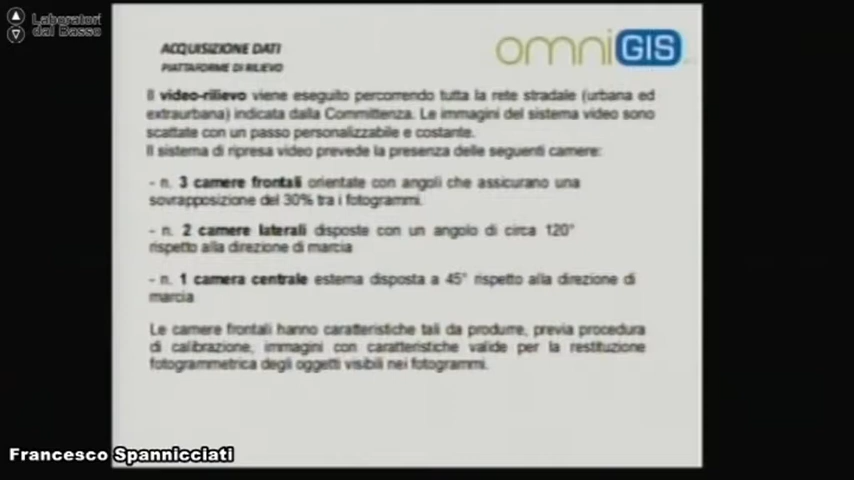 Laboratori
dal Basso
ACQUISIZIONE DATI
PIATTAFORME DI RILIEVO
omniGIS
Il video-rilievo viene eseguito percorrendo tutta la rete stradale (urbana ed
extraurbana) indicata dalla Committenza. Le immagini del sistema video sono
scattate con un passo personalizzabile e costante.
Il sistema di ripresa video prevede la presenza delle seguenti camere:
- n. 3 camere frontali orientate con angoli che assicurano una
sovrapposizione del 30% tra i fotogrammi.
- n. 2 camere laterali disposte con un angolo di circa 120°
rispetto alla direzione di marcia
- n. 1 camera centrale esterna disposta a 45° rispetto alla direzione di
marcia
Le camere frontali hanno caratteristiche tali da produrre, previa procedura
di calibrazione, immagini con caratteristiche valide per la restituzione
fotogrammetrica degli oggetti visibili nei fotogrammi.
Francesco Spannicciati